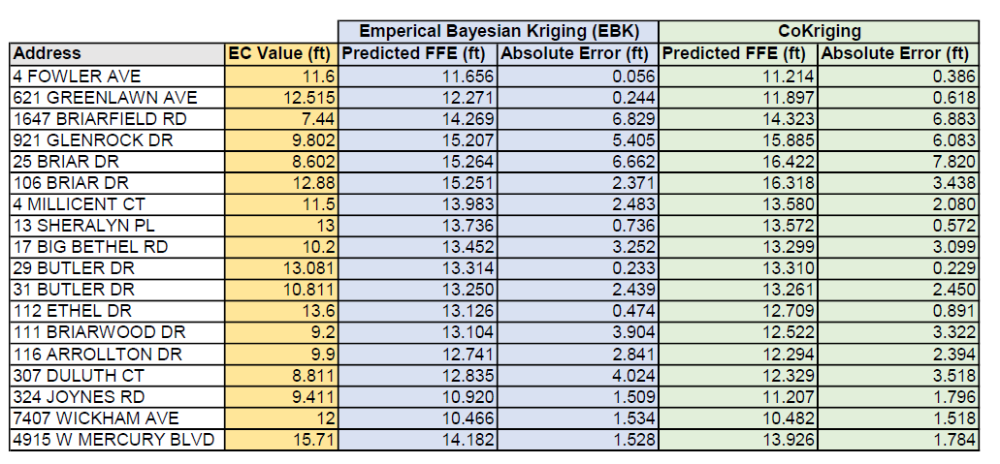 Emperical Bayesian Kriging (EBK) CoKriging
Address EC Value (ft) Predicted FFE (ft) Absolute Error (ft) Predicted FFE (ft) Absolute Error (ft)
4 FOWLER AVE 11.6 11.656 0.056 11.214 0.386
621 GREENLAWN AVE 12.515 12.271 0.244 11.897 0.618
1647 BRIARFIELD RD 7.44 14.269 6.829 14.323 6.883
921 GLENROCK DR 9.802 15.207 5.405 15.885 6.083
25 BRIAR DR 8.602 15.264 6.662 16.422 7.820
106 BRIAR DR 12.88 15.251 2.371 16.318 3.438
4 MILLICENT CT 11.5 13.983 2.483 13.580 2.080
13 SHERALYN PL 13 13.736 0.736 13.572 0.572
17 BIG BETHEL RD 10.2 13.452 3.252 13.299 3.099
29 BUTLER DR 13.081 13.314 0.233 13.310 0.229
31 BUTLER DR 10.811 13.250 2.439 13.261 2.450
112 ETHEL DR 13.6 13.126 0.474 12.709 0.891
111 BRIARWOOD DR 9.2 13.104 3.904 12.522 3.322
116 ARROLLTON DR 9.9 12.741 2.841 12.294 2.394
307 DULUTH CT 8.811 12.835 4.024 12.329 3.518
324 JOYNES RD 9.411 10.920 1.509 11.207 1.796
7407 WICKHAM AVE 12 10.466 1.534 10.482 1.518
4915 W MERCURY BLVD 15.71 14.182 1.528 13.926 1.784